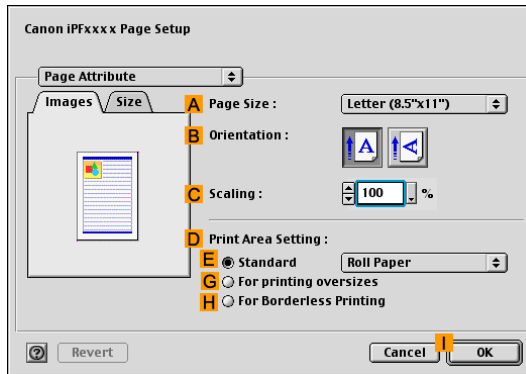 Canon iPFxxxx Page Setup
Page Attribute
Images Size
A Page Size : Letter (8.5"x11")
B Orientation : A A
C Scaling : 100 %
D Print Area Setting :
E Standard Roll Paper
G For printing oversizes
H For Borderless Printing
I
? Revert Cancel OK